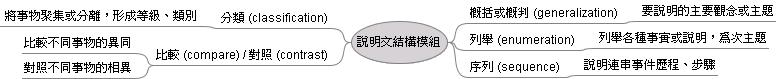 將事物聚集或分離，形成等級、類別
分類 (classification)
比較不同事物的異同
對照不同事物的相異
比較 (compare) / 對照 (contrast)
說明文結構模組
概括或概判 (generalization)
要說明的主要觀念或主題
列舉 (enumeration)
列舉各種事實或說明，為次主題
序列 (sequence)
說明連串事件歷程、步驟